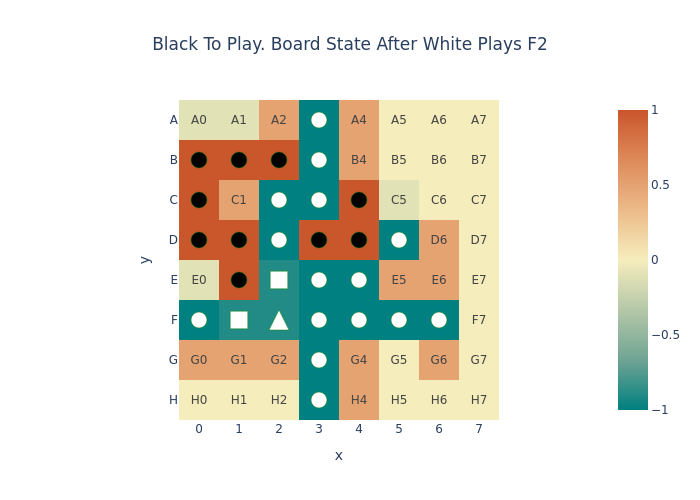 Black To Play. Board State After White Plays F2
A A0 A1 A2 A4 A5 A6 A7
B B4 B5 B6 B7
C C1 C5 C6 C7
D D6 D7
E E0 E5 E6 E7
F F7
G G0 G1 G2 G4 G5 G6 G7
H H0 H1 H2 H4 H5 H6 H7
0 1 2 3 4 5 6 7
x
y
1
0.5
0
−0.5
−1